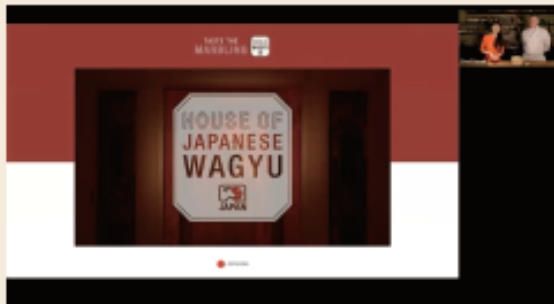 TASTE THE
MARBLING
HOUSE OF
JAPANESE
WAGYU
JAPAN